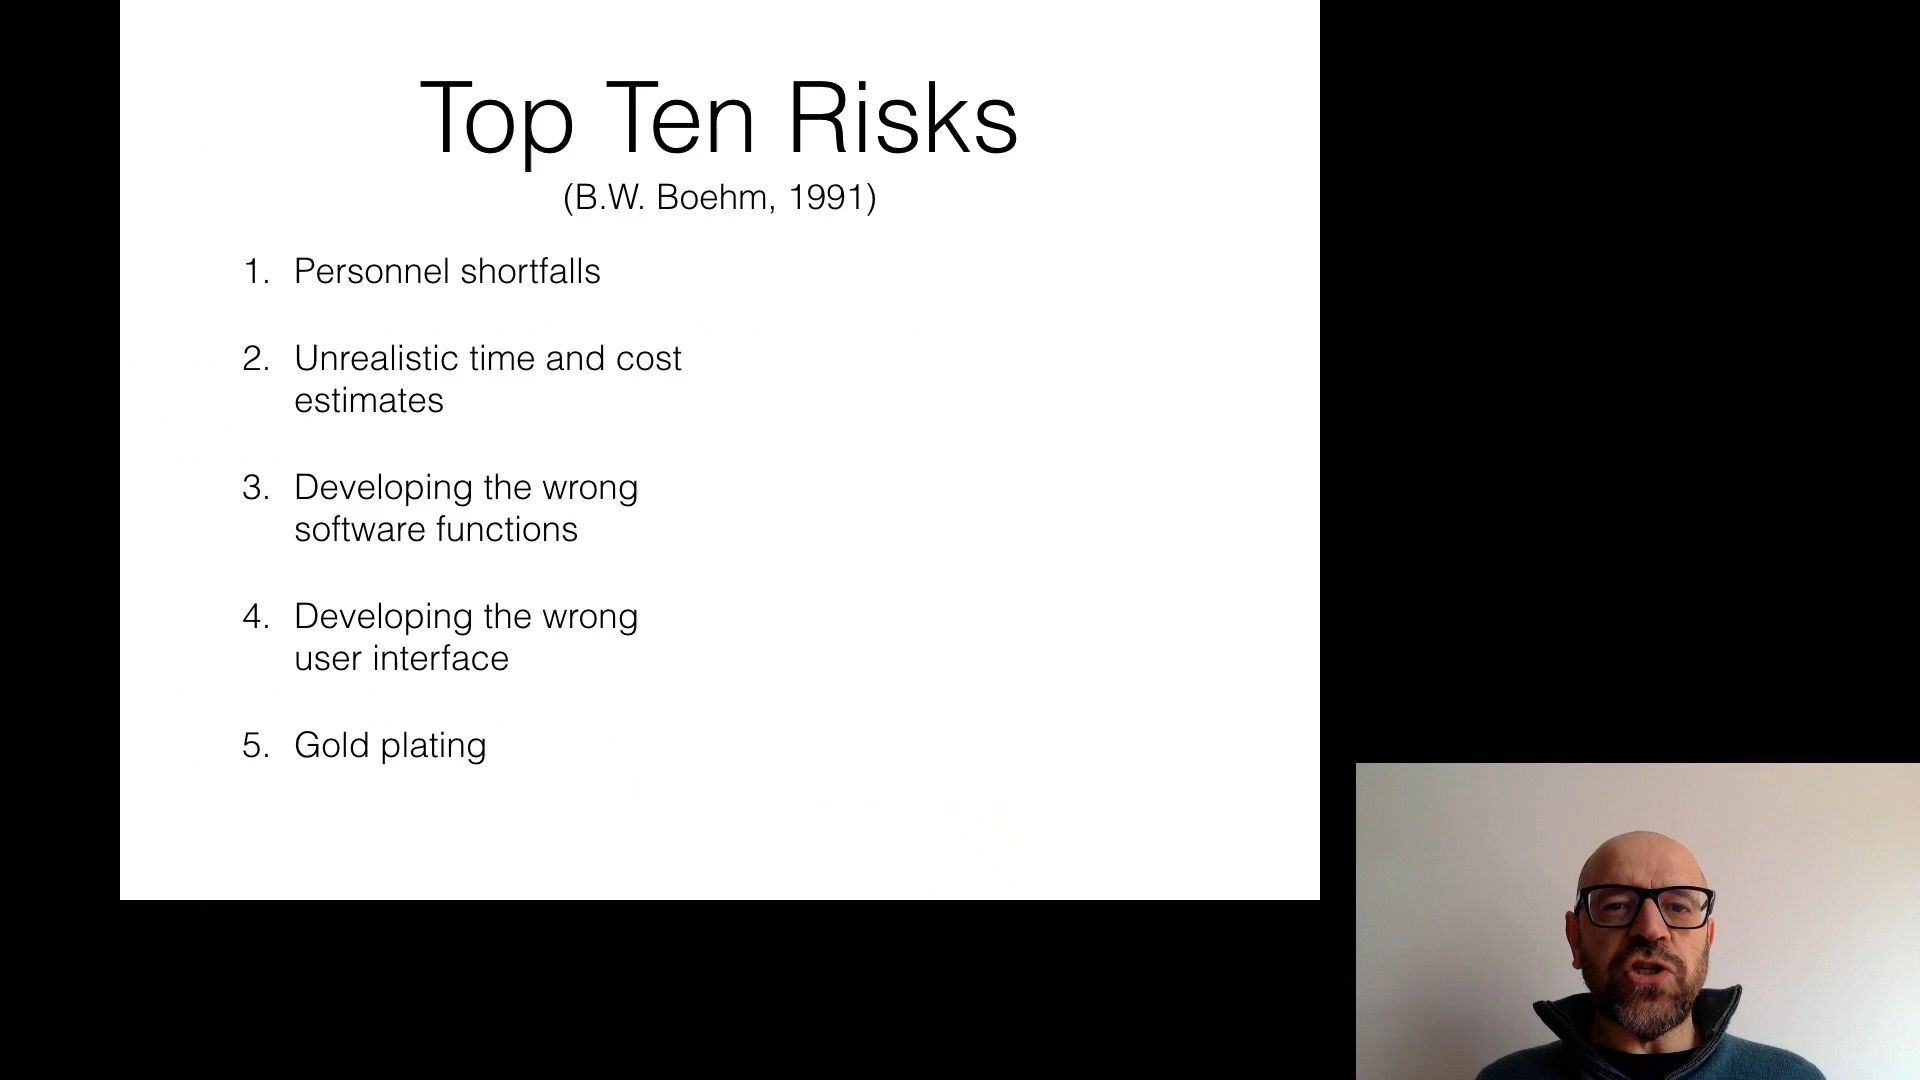 Top Ten Risks
(B.W. Boehm, 1991)
1. Personnel shortfalls
2. Unrealistic time and cost
estimates
3. Developing the wrong
software functions
4. Developing the wrong
user interface
5. Gold plating